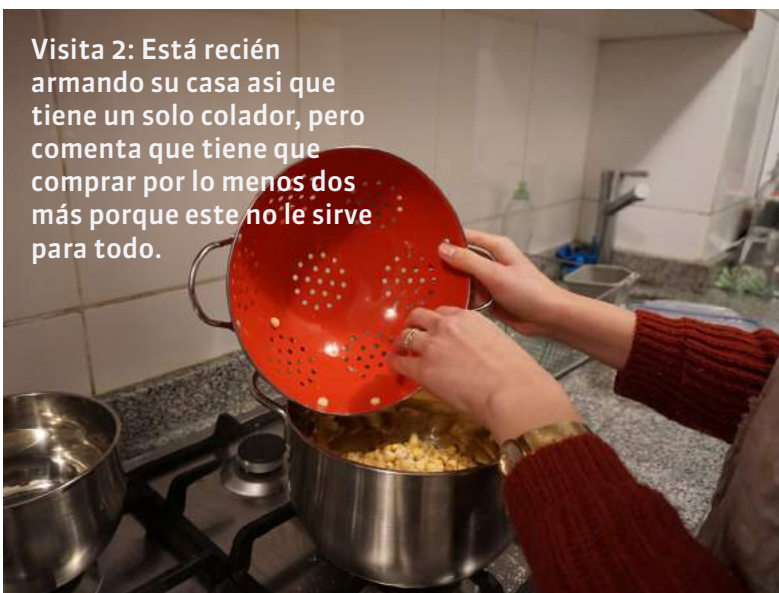 Visita 2: Está recién
armando su casa asi que
tiene un solo colador, pero
comenta que tiene que
comprar por lo menos dos
más porque este no le sirve
para todo.